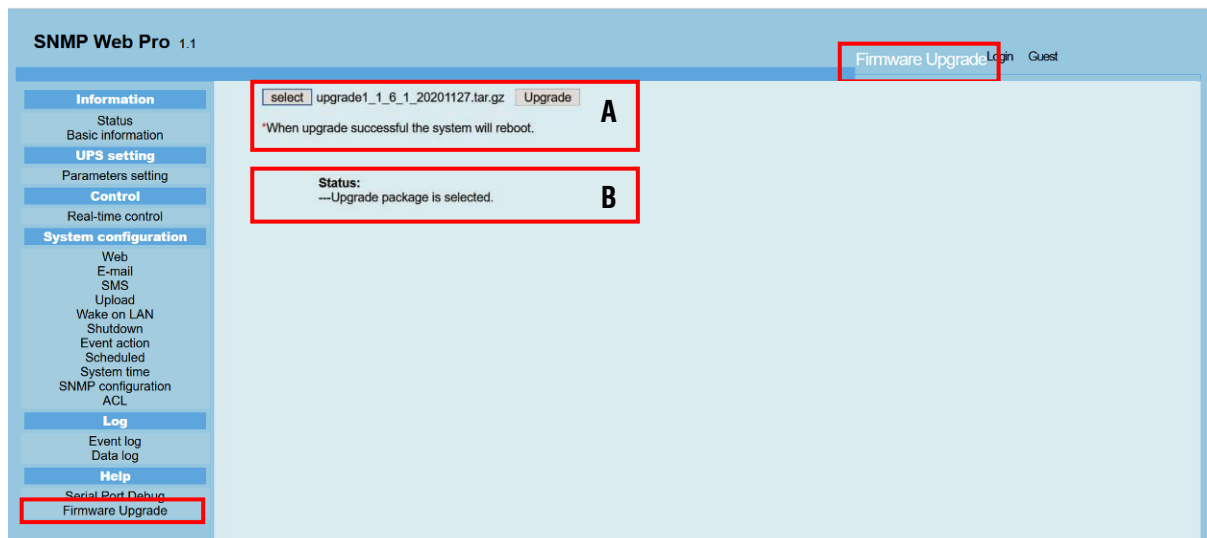 SNMP Web Pro 1.1
Firmware Upgrade Login Guest
Information
Status
Basic information
UPS setting
Parameters setting
Control
Real-time control
System configuration
Web
E-mail
SMS
Upload
Wake on LAN
Shutdown
Event action
Scheduled
System time
SNMP configuration
ACL
Log
Event log
Data log
Help
Serial Port Debug
Firmware Upgrade
select upgrade1_1_6_1_20201127.tar.gz Upgrade A
*When upgrade successful the system will reboot.
Status:
---Upgrade package is selected. B